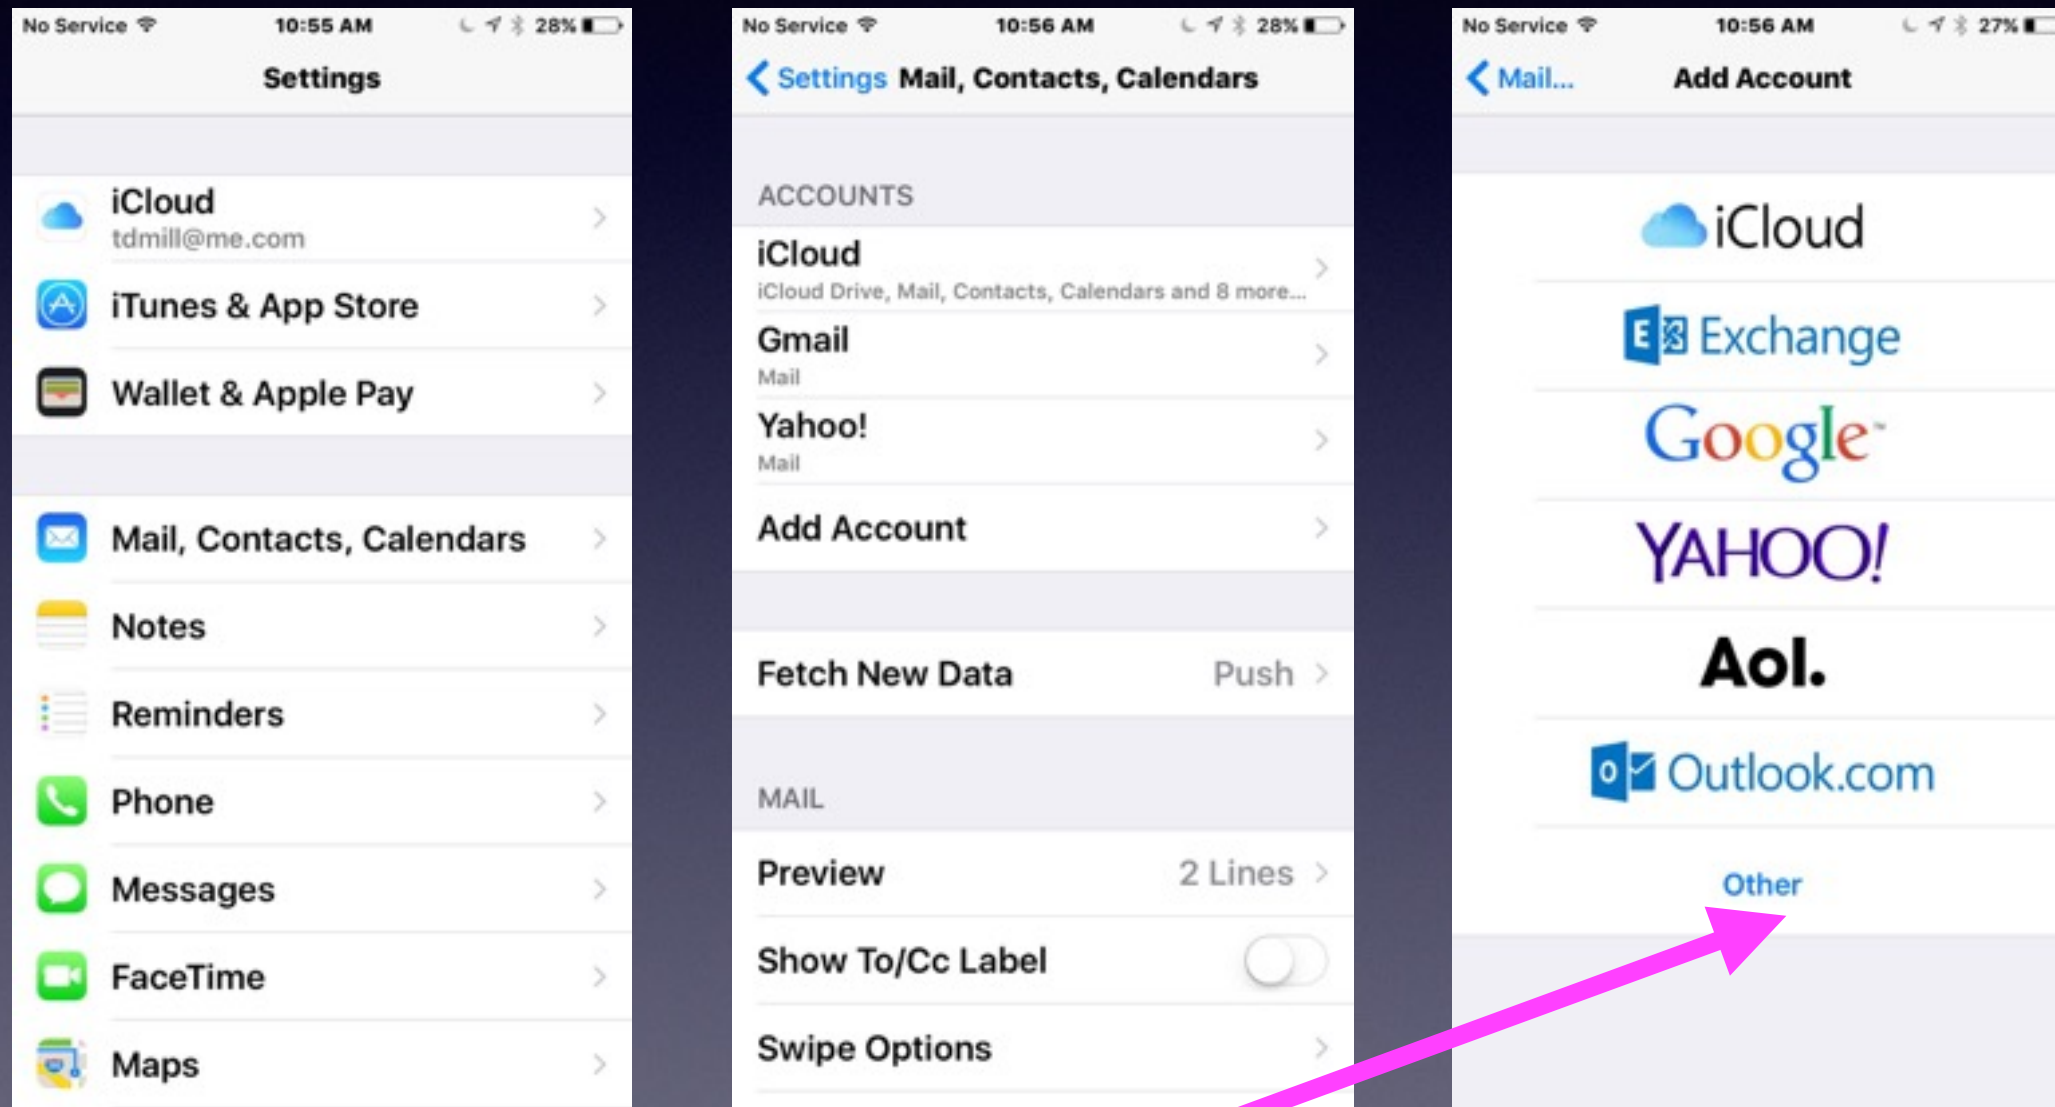 No Service 10:55 AM 28%
Settings
iCloud
tdmill@me.com
iTunes & App Store
Wallet & Apple Pay
Mail, Contacts, Calendars
Notes
Reminders
Phone
Messages
FaceTime
Maps
No Service 10:56 AM 28%
Settings Mail, Contacts, Calendars
ACCOUNTS
iCloud
iCloud Drive, Mail, Contacts, Calendars and 8 more...
Gmail
Mail
Yahoo!
Mail
Add Account
Fetch New Data Push
MAIL
Preview 2 Lines
Show To/Cc Label
Swipe Options
No Service 10:56 AM 27%
Mail... Add Account
iCloud
E Exchange
Google™
YAHOO!
Aol.
o Outlook.com
Other